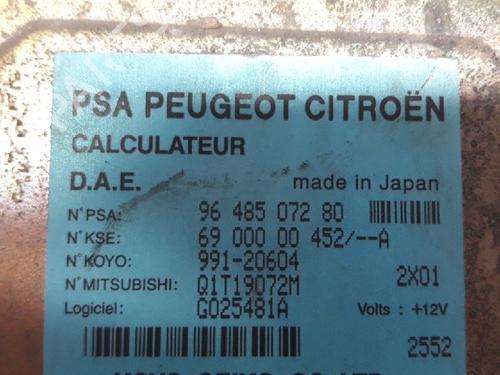 PSA PEUGEOT CITROËN
CALCULATEUR
D.A.E. made in Japan
N°PSA: 96 485 072 80
N°KSE: 69 000 00 452/--A
N°KOYO: 991-20604
N°MITSUBISHI: Q1T19072M 2X01
Logiciel: G025481A Volts : +12V
2552